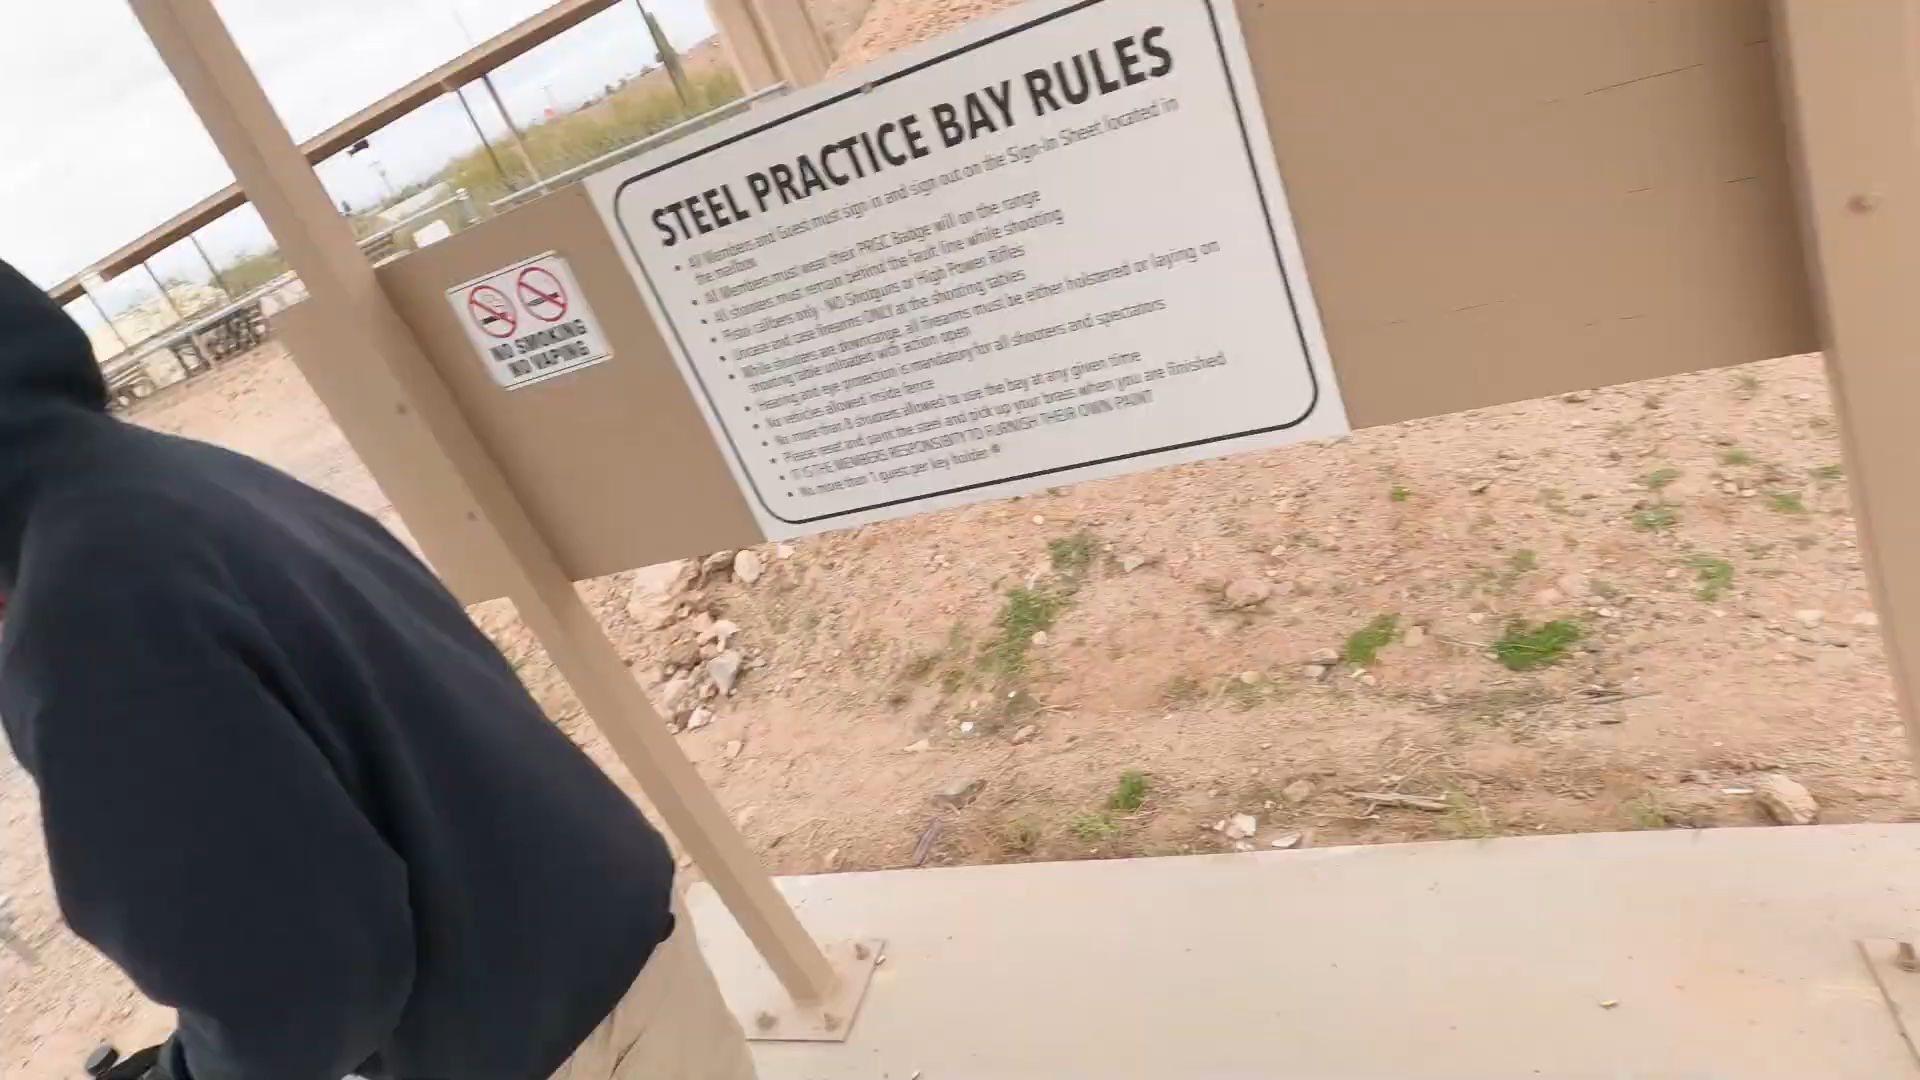 STEEL PRACTICE BAY RULES
• All Members and Guest must sign in and sign out on the Sign-In Sheet located in
the mailbox
• All Members must wear their PRGC Badge will on the range
• All shooters must remain behind the fault line while shooting
• Pistol calibers only - NO Shotguns or High Power Rifles
• Uncase and case firearms ONLY at the shooting tables
• While shooters are downrange, all firearms must be either holstered or laying on
shooting table unloaded with action open
• Hearing and eye protection is mandatory for all shooters and spectators
• No vehicles allowed inside fence
• No more than 8 shooters allowed to use the bay at any given time
• Please reset and paint the steel and pick up your brass when you are finished
• IT IS THE MEMBERS RESPONSIBITY TO FURNISH THEIR OWN PAINT
• No more than 1 guest per key holder
NO SMOKING
NO VAPING